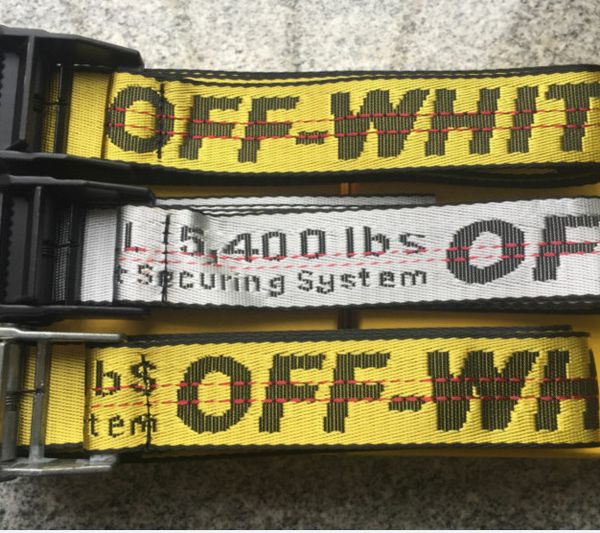 OFF-WHIT
L 5,400 lbs OF
t Securing System
bs OFF-WH
tem